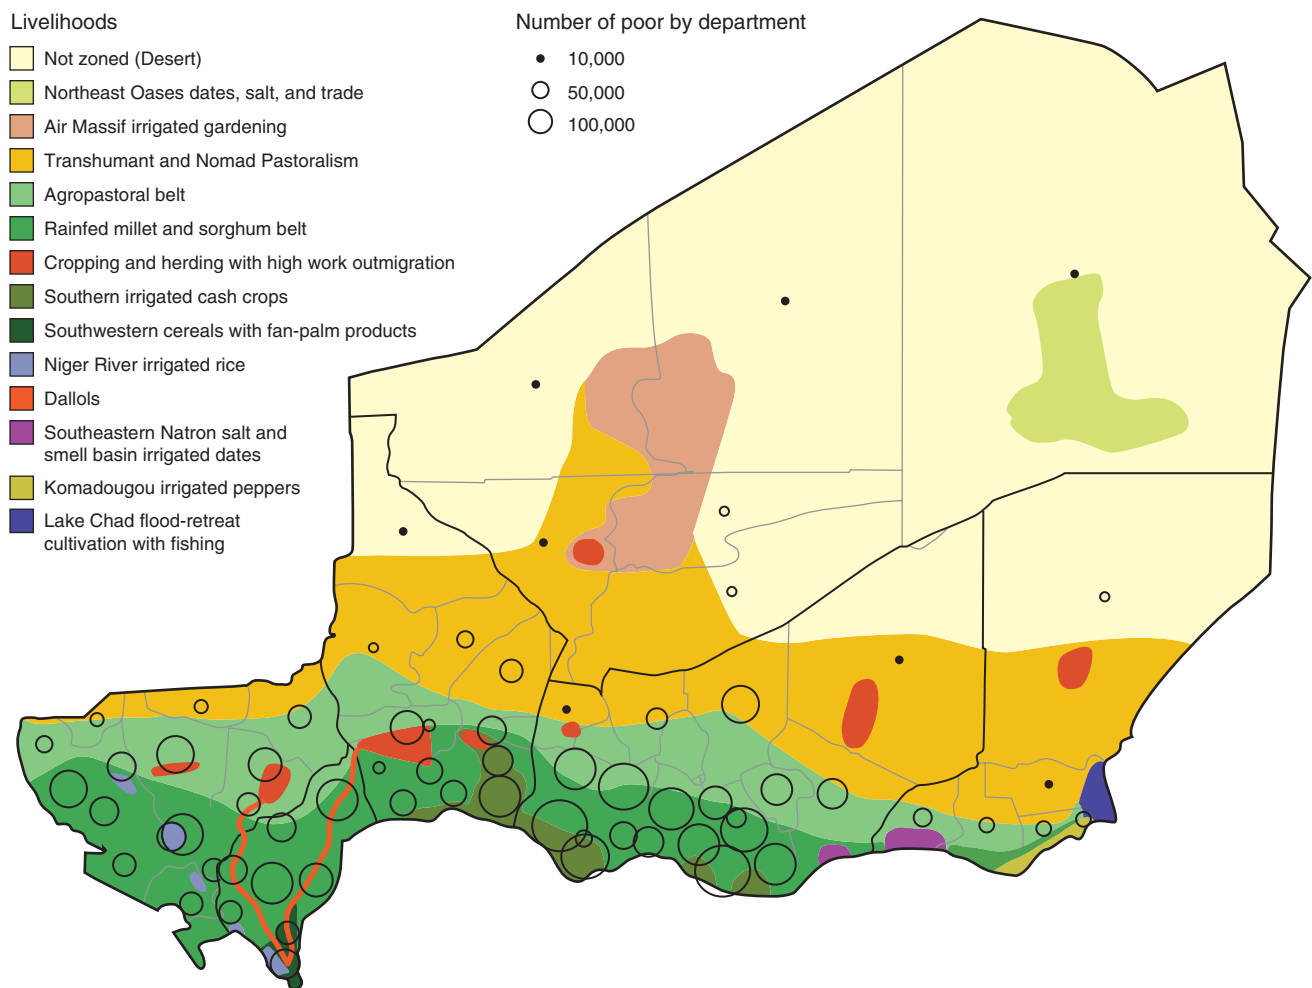 Livelihoods
Not zoned (Desert)
Northeast Oases dates, salt, and trade
Air Massif irrigated gardening
Transhumant and Nomad Pastoralism
Agropastoral belt
Rainfed millet and sorghum belt
Cropping and herding with high work outmigration
Southern irrigated cash crops
Southwestern cereals with fan-palm products
Niger River irrigated rice
Dallols
Southeastern Natron salt and
smell basin irrigated dates
Komadougou irrigated peppers
Lake Chad flood-retreat
cultivation with fishing
Number of poor by department
10,000
50,000
100,000